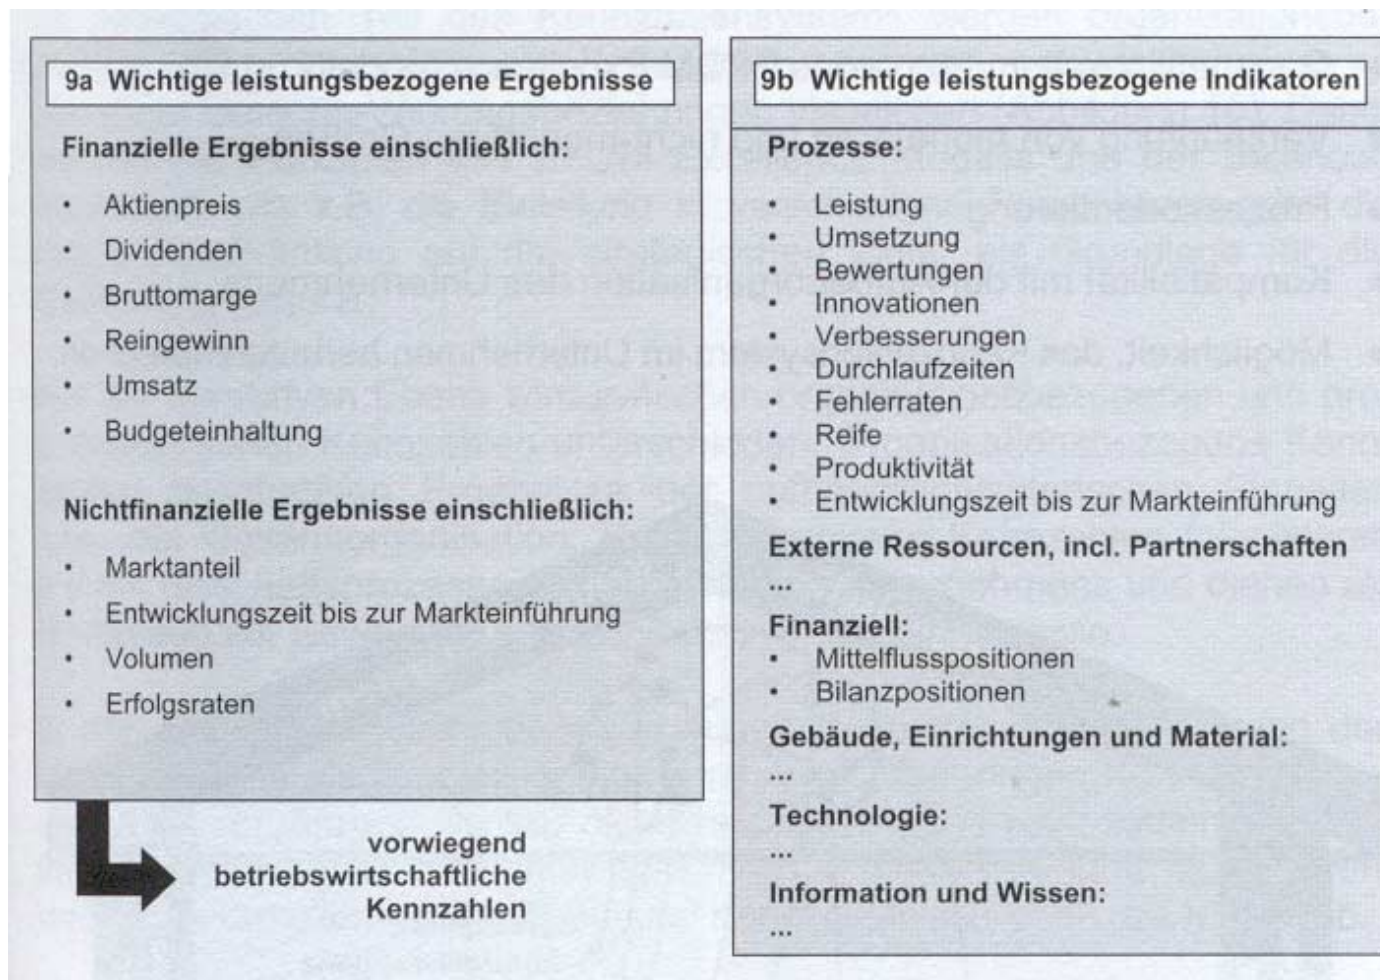 9a Wichtige leistungsbezogene Ergebnisse
Finanzielle Ergebnisse einschließlich:
• Aktienpreis
• Dividenden
• Bruttomarge
• Reingewinn
• Umsatz
• Budgeteinhaltung
Nichtfinanzielle Ergebnisse einschließlich:
• Marktanteil
• Entwicklungszeit bis zur Markteinführung
• Volumen
• Erfolgsraten
vorwiegend
betriebswirtschaftliche
Kennzahlen
9b Wichtige leistungsbezogene Indikatoren
Prozesse:
• Leistung
• Umsetzung
• Bewertungen
• Innovationen
• Verbesserungen
• Durchlaufzeiten
• Fehlerraten
• Reife
• Produktivität
• Entwicklungszeit bis zur Markteinführung
Externe Ressourcen, incl. Partnerschaften
...
Finanziell:
• Mittelflusspositionen
• Bilanzpositionen
Gebäude, Einrichtungen und Material:
...
Technologie:
...
Information und Wissen:
...